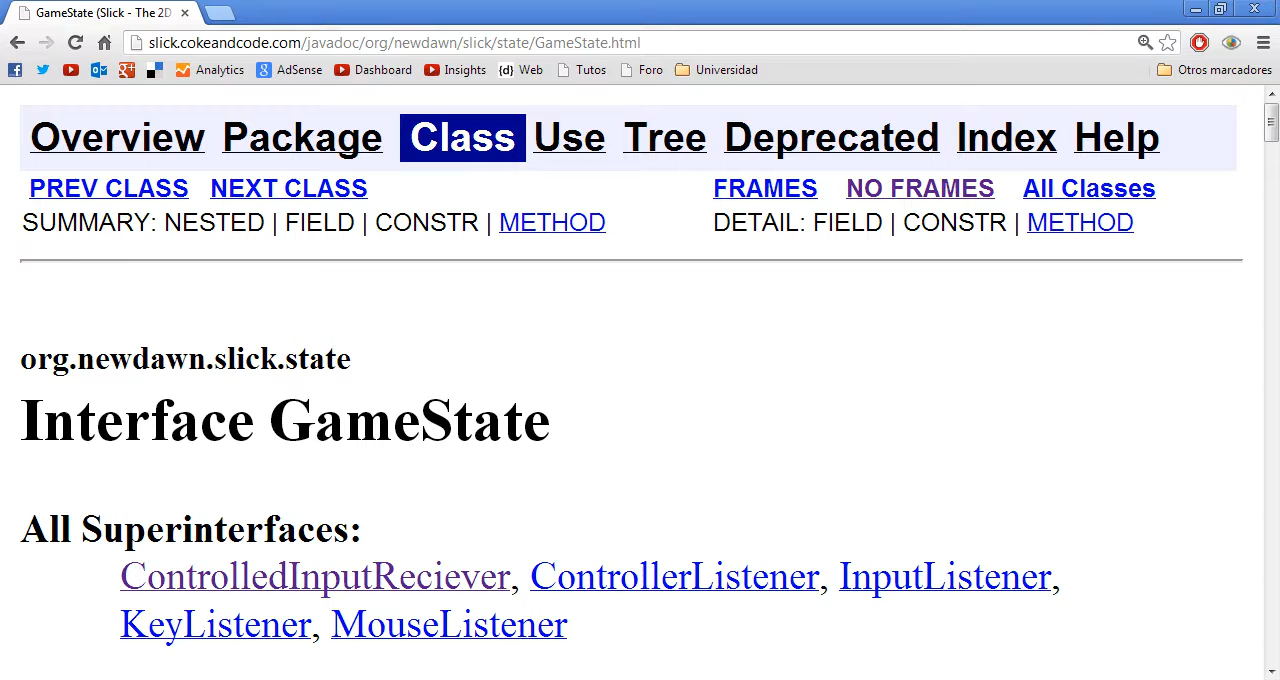 GameState (Slick - The 2D
slick.cokeandcode.com/javadoc/org/newdawn/slick/state/GameState.html
Analytics AdSense Dashboard Insights {d} Web Tutos Foro Universidad Otros marcadores
Overview Package Class Use Tree Deprecated Index Help
PREV CLASS NEXT CLASS FRAMES NO FRAMES All Classes
SUMMARY: NESTED | FIELD | CONSTR | METHOD DETAIL: FIELD | CONSTR | METHOD
org.newdawn.slick.state
Interface GameState
All Superinterfaces:
ControlledInputReciever, ControllerListener, InputListener,
KeyListener, MouseListener